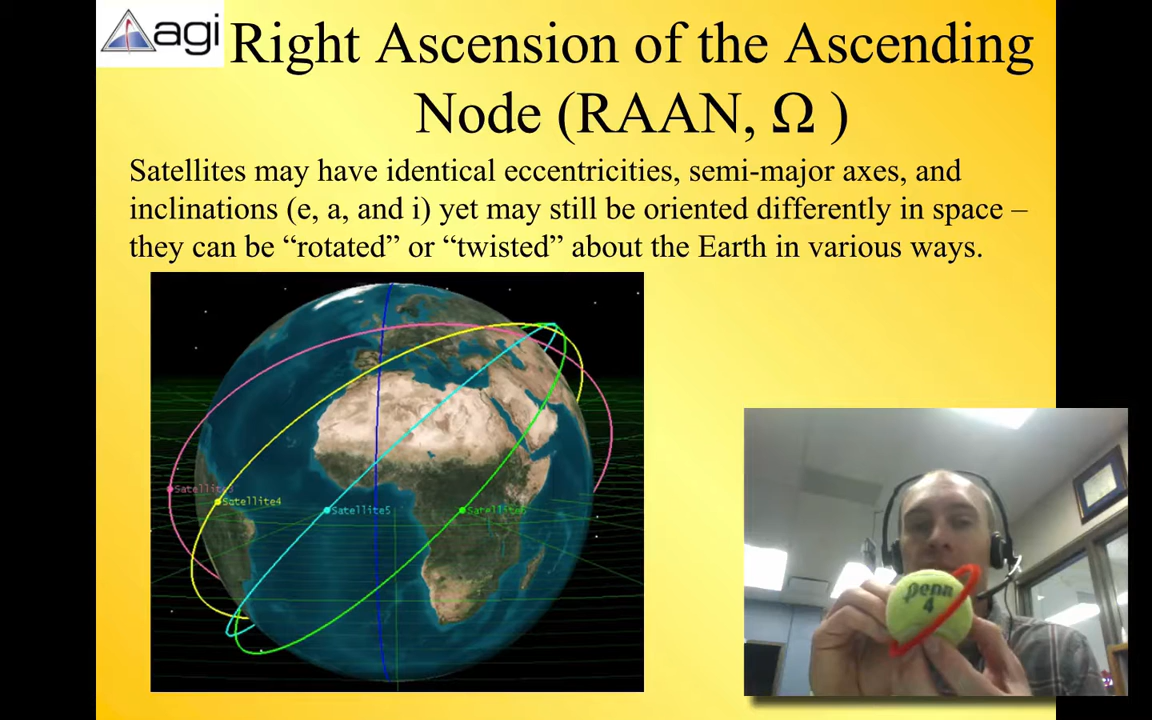 agi
Right Ascension of the Ascending
Node (RAAN, Ω )
Satellites may have identical eccentricities, semi-major axes, and
inclinations (e, a, and i) yet may still be oriented differently in space –
they can be “rotated” or “twisted” about the Earth in various ways.
Satellite4
Satellite5
Penn
4